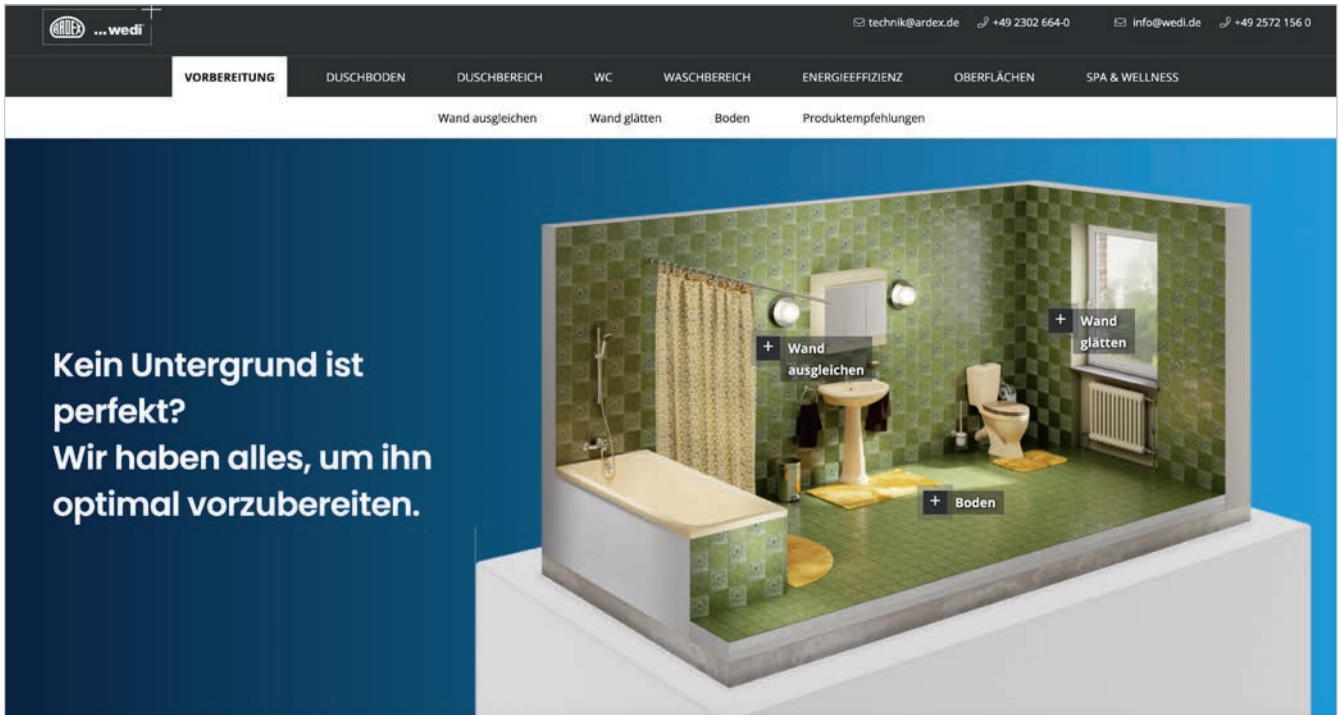 ARDEX ...wedi
technik@ardex.de +49 2302 664-0 info@wedi.de +49 2572 156 0
VORBEREITUNG DUSCHBODEN DUSCHBEREICH WC WASCHBEREICH ENERGIEEFFIZIENZ OBERFLÄCHEN SPA & WELLNESS
Wand ausgleichen Wand glätten Boden Produktempfehlungen
Kein Untergrund ist
perfekt?
Wir haben alles, um ihn
optimal vorzubereiten.
+ Wand
ausgleichen
+ Wand
glätten
+ Boden